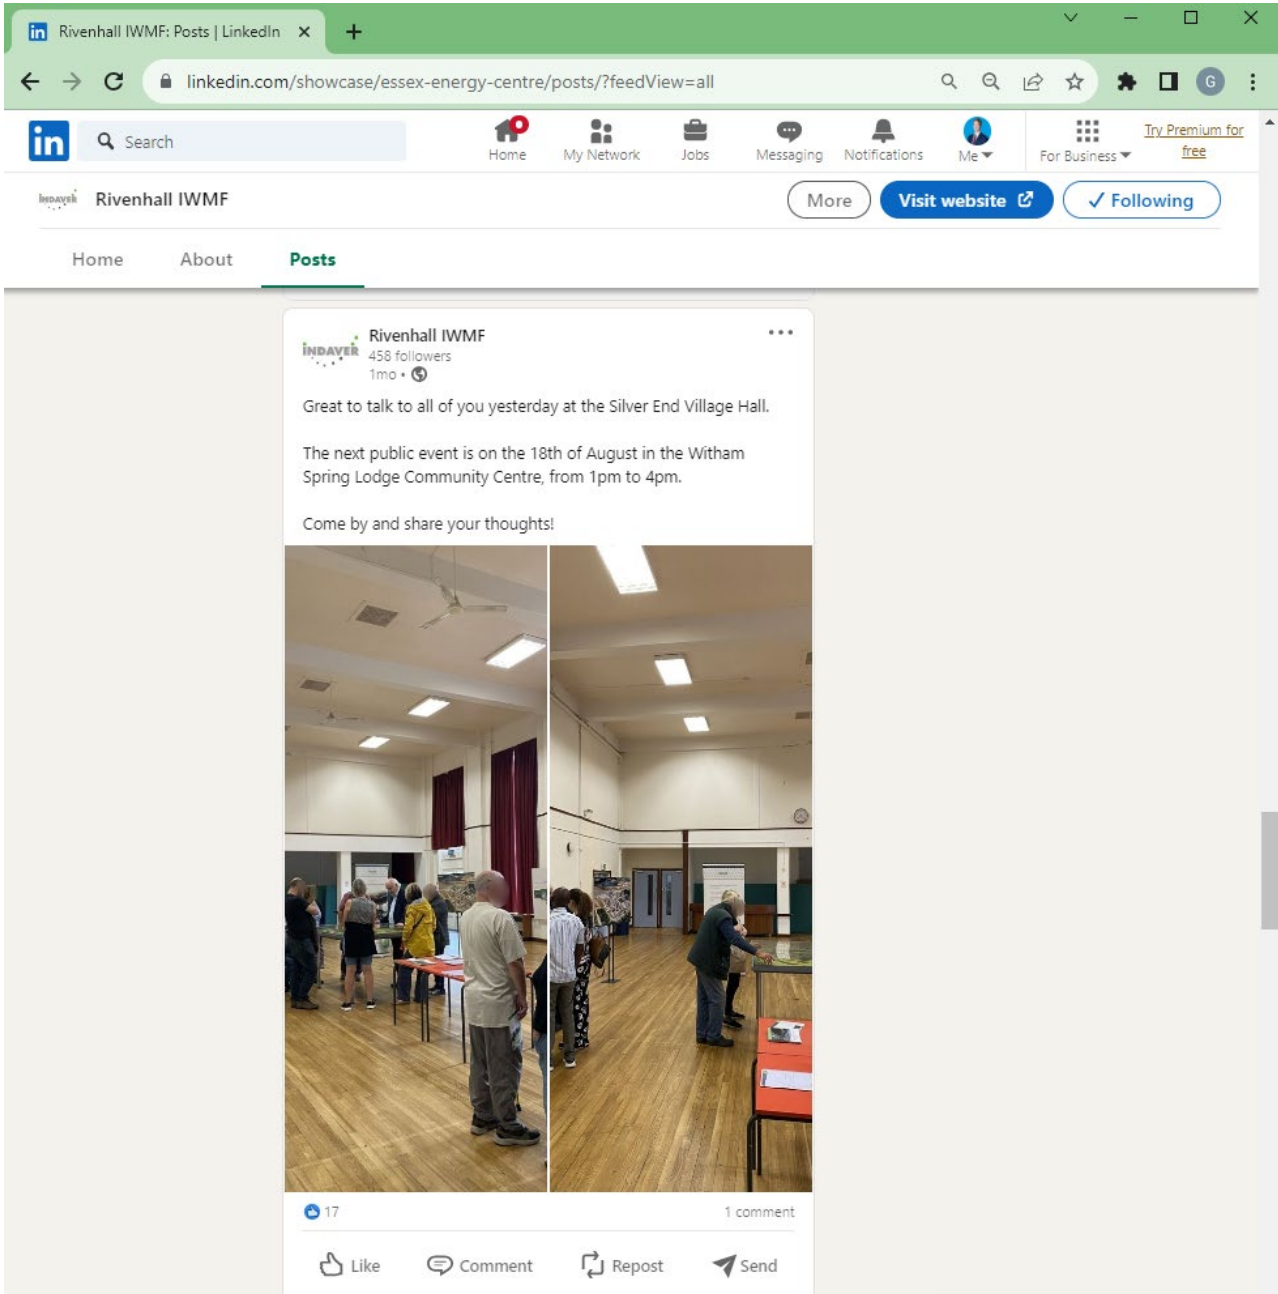 Rivenhall IWMF: Posts | LinkedIn
linkedin.com/showcase/essex-energy-centre/posts/?feedView=all
G
in
Search
Home
My Network
Jobs
Messaging
Notifications
Me
For Business
Try Premium for
free
INDAVER
Rivenhall IWMF
More
Visit website
Following
Home
About
Posts
INDAVER
Rivenhall IWMF
458 followers
1mo •
Great to talk to all of you yesterday at the Silver End Village Hall.
The next public event is on the 18th of August in the Witham
Spring Lodge Community Centre, from 1pm to 4pm.
Come by and share your thoughts!
17
1 comment
Like
Comment
Repost
Send